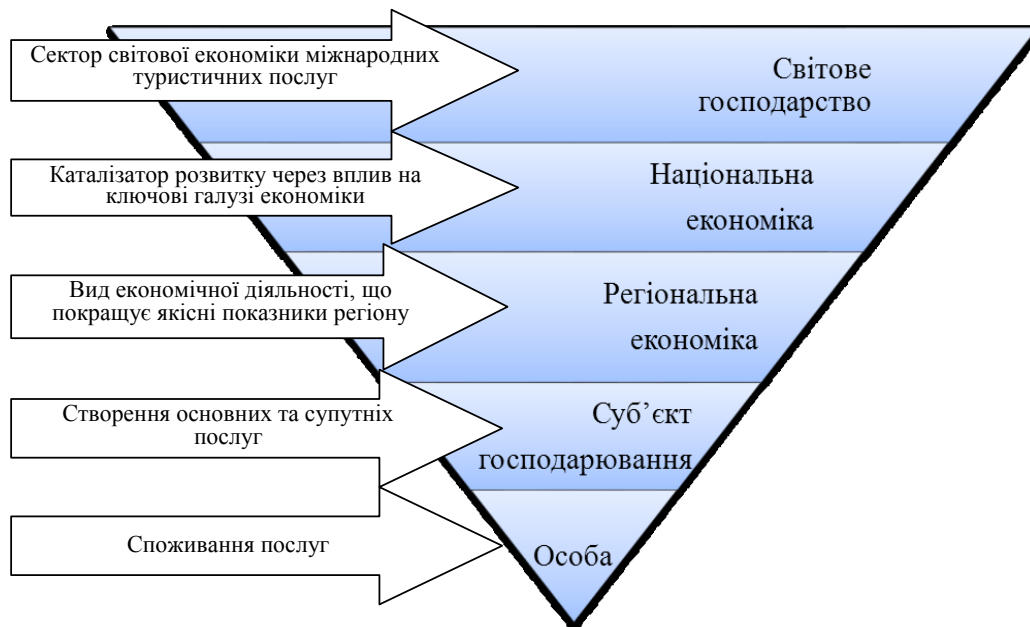 Сектор світової економіки міжнародних
туристичних послуг
Світове
господарство
Каталізатор розвитку через вплив на
ключові галузі економіки
Національна
економіка
Вид економічної діяльності, що
покращує якісні показники регіону
Регіональна
економіка
Створення основних та супутніх
послуг
Суб’єкт
господарювання
Споживання послуг
Особа